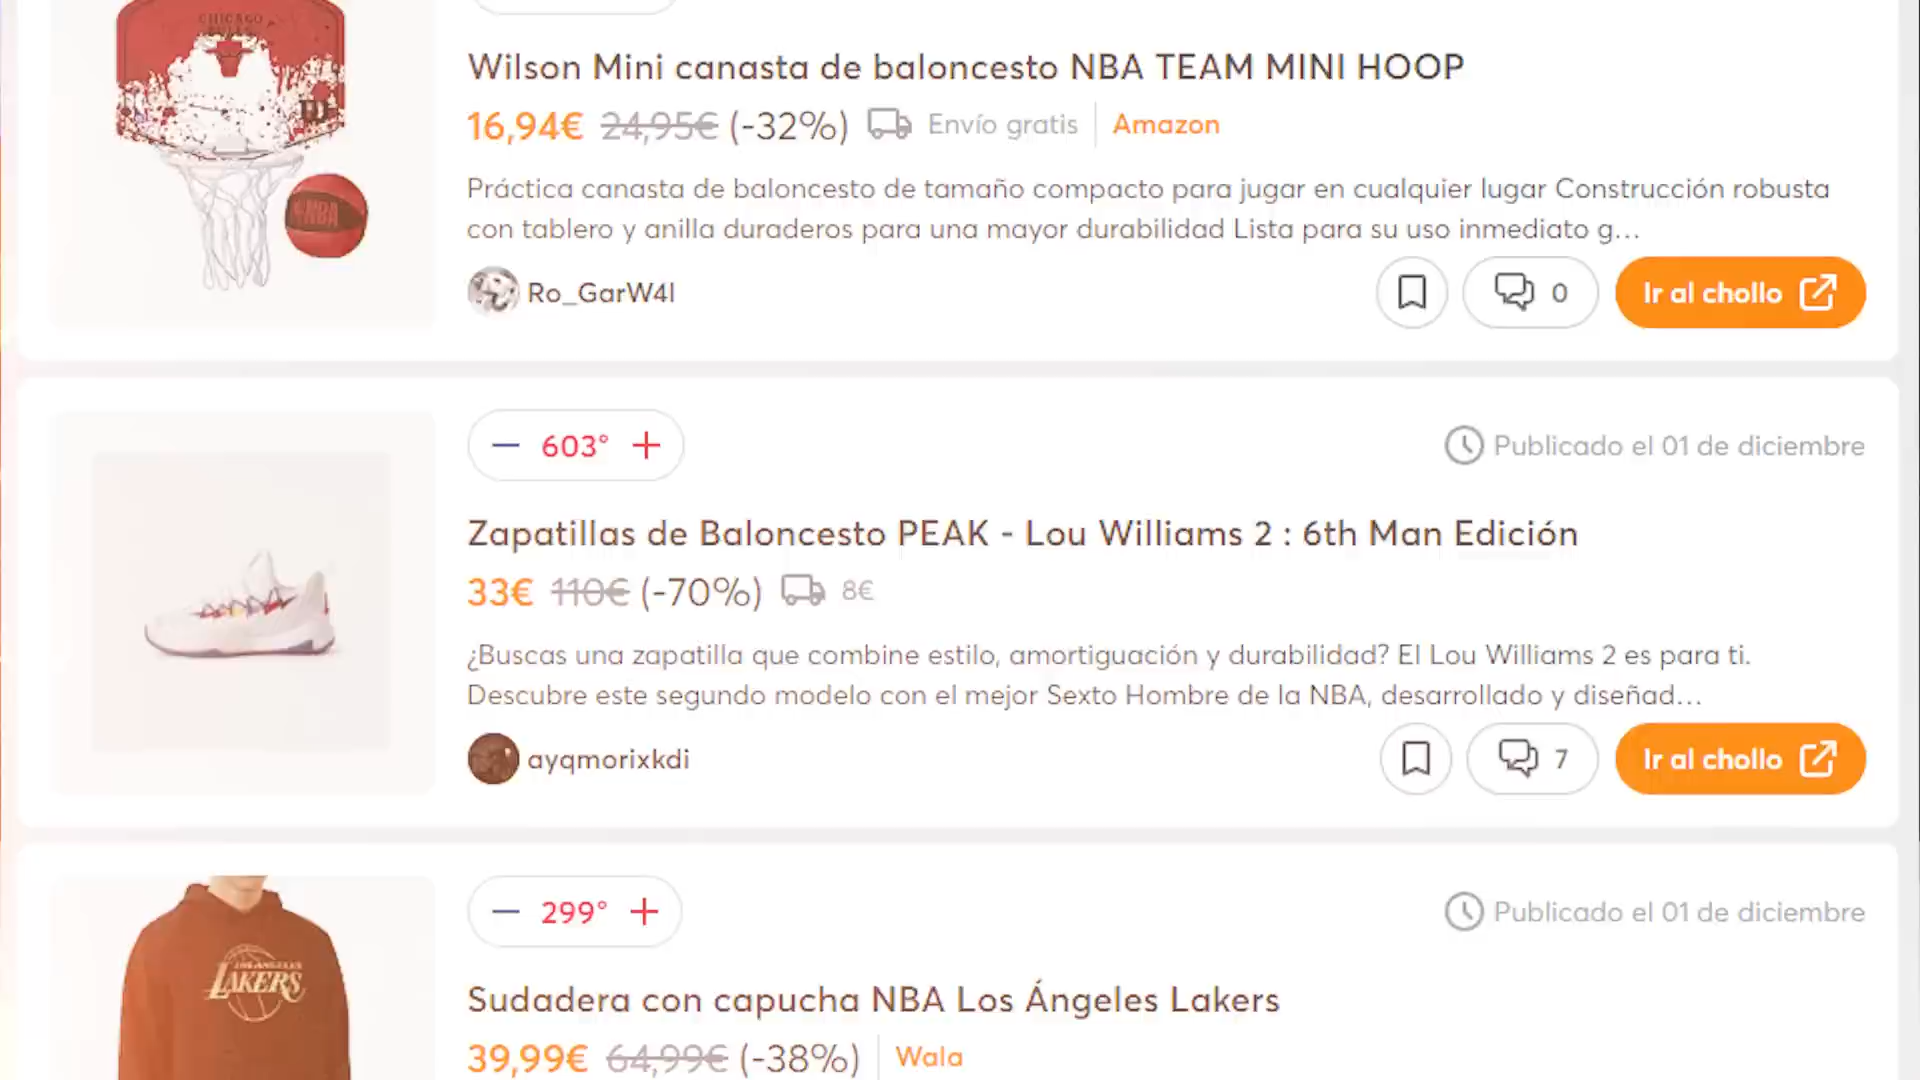 CHICAGO
BULLS
NBA
Wilson Mini canasta de baloncesto NBA TEAM MINI HOOP
16,94€ 24,95€ (-32%) Envío gratis Amazon
Práctica canasta de baloncesto de tamaño compacto para jugar en cualquier lugar Construcción robusta
con tablero y anilla duraderos para una mayor durabilidad Lista para su uso inmediato g...
Ro_GarW4l 0 Ir al chollo
603° Publicado el 01 de diciembre
Zapatillas de Baloncesto PEAK - Lou Williams 2 : 6th Man Edición
33€ 110€ (-70%) 8€
¿Buscas una zapatilla que combine estilo, amortiguación y durabilidad? El Lou Williams 2 es para ti.
Descubre este segundo modelo con el mejor Sexto Hombre de la NBA, desarrollado y diseñad...
ayqmorixkdi 7 Ir al chollo
299° Publicado el 01 de diciembre
LOS ANGELES
LAKERS
Sudadera con capucha NBA Los Ángeles Lakers
39,99€ 64,99€ (-38%) Wala